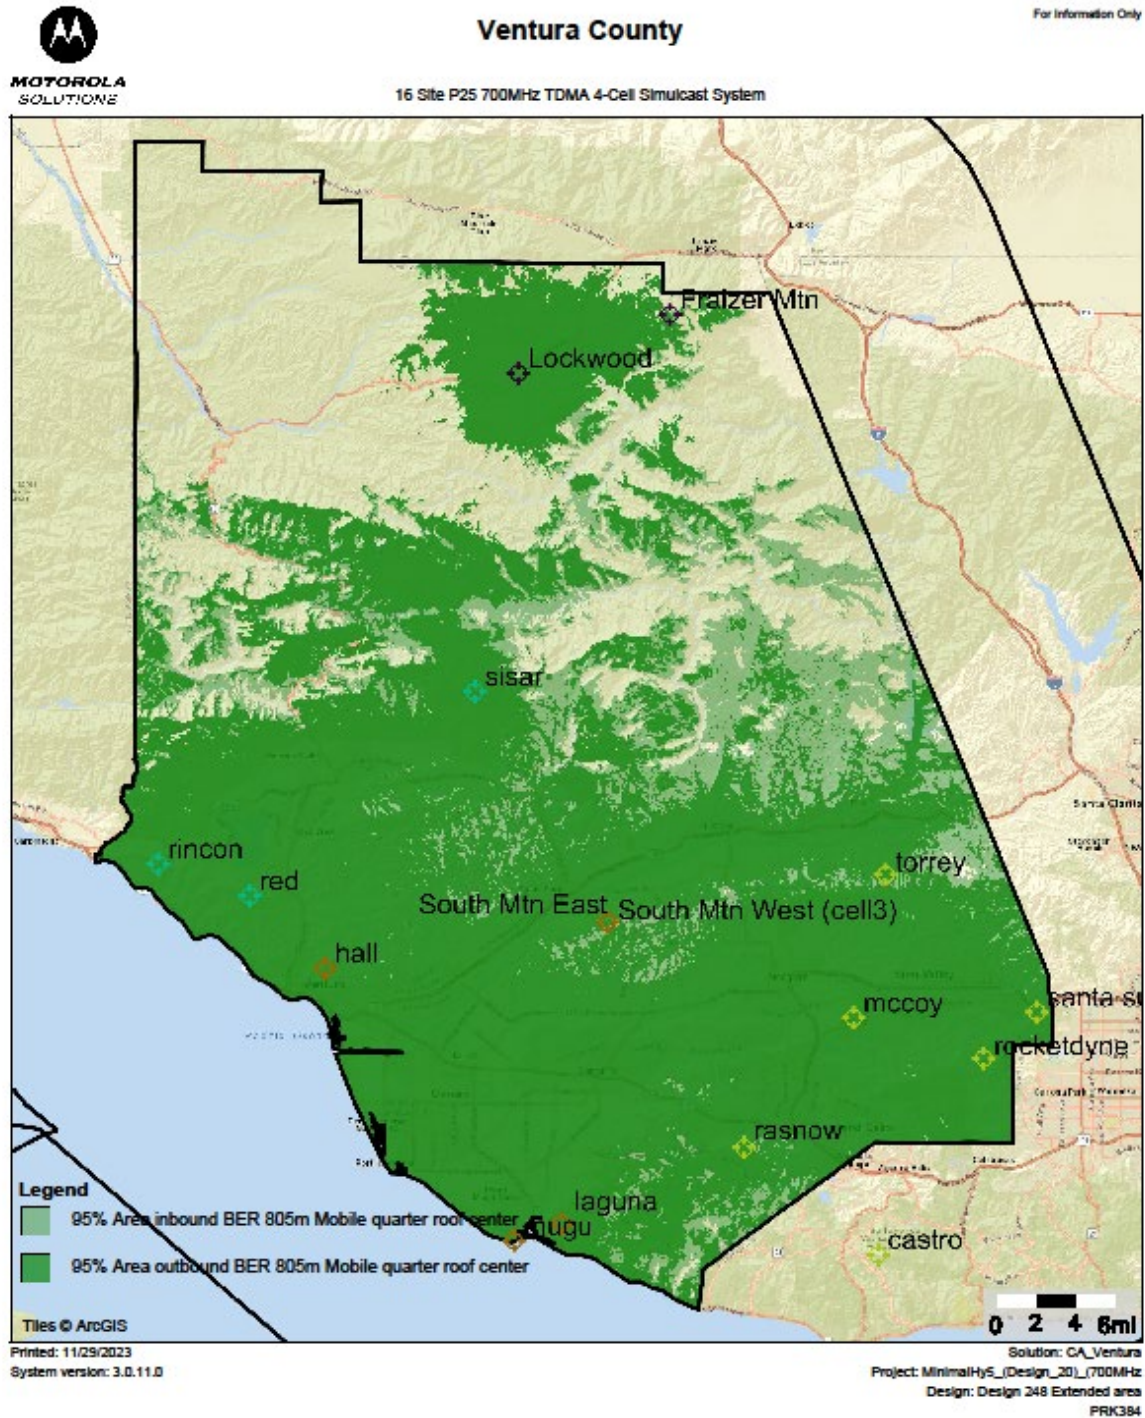 MOTOROLA
SOLUTIONS
Ventura County
For Information Only
16 Site P25 700MHz TDMA 4-Cell Simulcast System
Fraizer Mtn
Lockwood
sisar
Santa Clarita
rincon
torrey
red
South Mtn East
South Mtn West (cell3)
hall
mccoy
rocketdyne
rasnow
Agoura Hills
Calabasas
Legend
laguna
95% Area inbound BER 805m Mobile quarter roof center
castro
95% Area outbound BER 805m Mobile quarter roof center
Tiles © ArcGIS
0 2 4 6mi
Printed: 11/29/2023
Solution: CA_Ventura
System version: 3.0.11.0
Project: MinimalHy5_(Design_20)_(700MHz
Design: Design 248 Extended area
PRK384